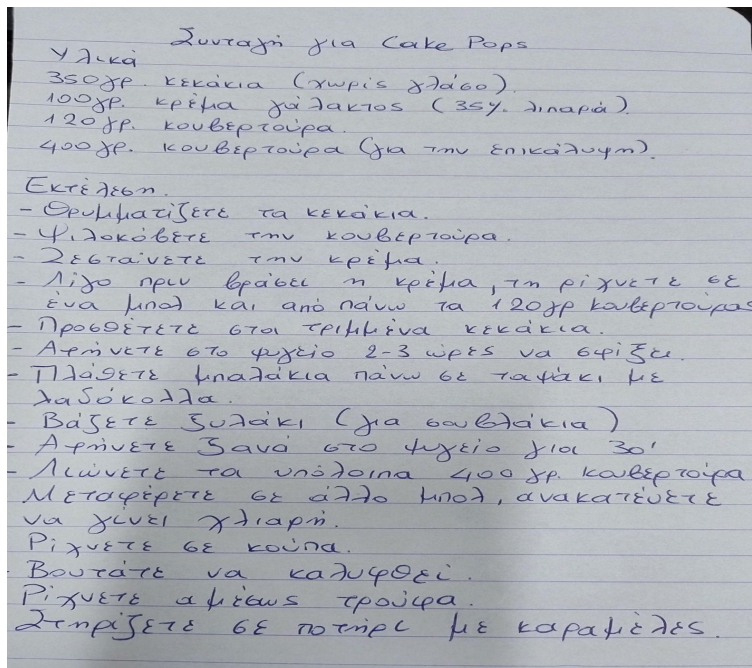 Συνταγή για Cake Pops
Υλικά
350γρ. κεκάκια (χωρίς γλάσο).
100γρ. κρέμα γάλακτος (35% λιπαρά).
120γρ. κουβερτούρα.
400γρ. κουβερτούρα (για την επικάλυψη).
Εκτέλεση.
- Θρυμματίζετε τα κεκάκια.
- Ψιλοκόβετε την κουβερτούρα.
- Ζεσταίνετε την κρέμα.
- Λίγο πριν βράσει η κρέμα, τη ρίχνετε σε
ένα μπολ και από πάνω τα 120γρ κουβερτούρας
- Προσθέτετε στα τριμμένα κεκάκια.
- Αφήνετε στο ψυγείο 2-3 ώρες να σφίξει.
- Πλάθετε μπαλάκια πάνω σε ταψάκι με
λαδόκολλα.
- Βάζετε ξυλάκι (για σουβλάκια)
- Αφήνετε ξανά στο ψυγείο για 30'
- Λιώνετε τα υπόλοιπα 400 γρ. κουβερτούρα
Μεταφέρετε σε άλλο μπολ, ανακατεύετε
να γίνει χλιαρή.
Ρίχνετε σε κούπα.
Βουτάτε να καλυφθεί.
Ρίχνετε αμέσως τρούφα.
Στηρίζετε σε ποτήρι με καραμέλες.